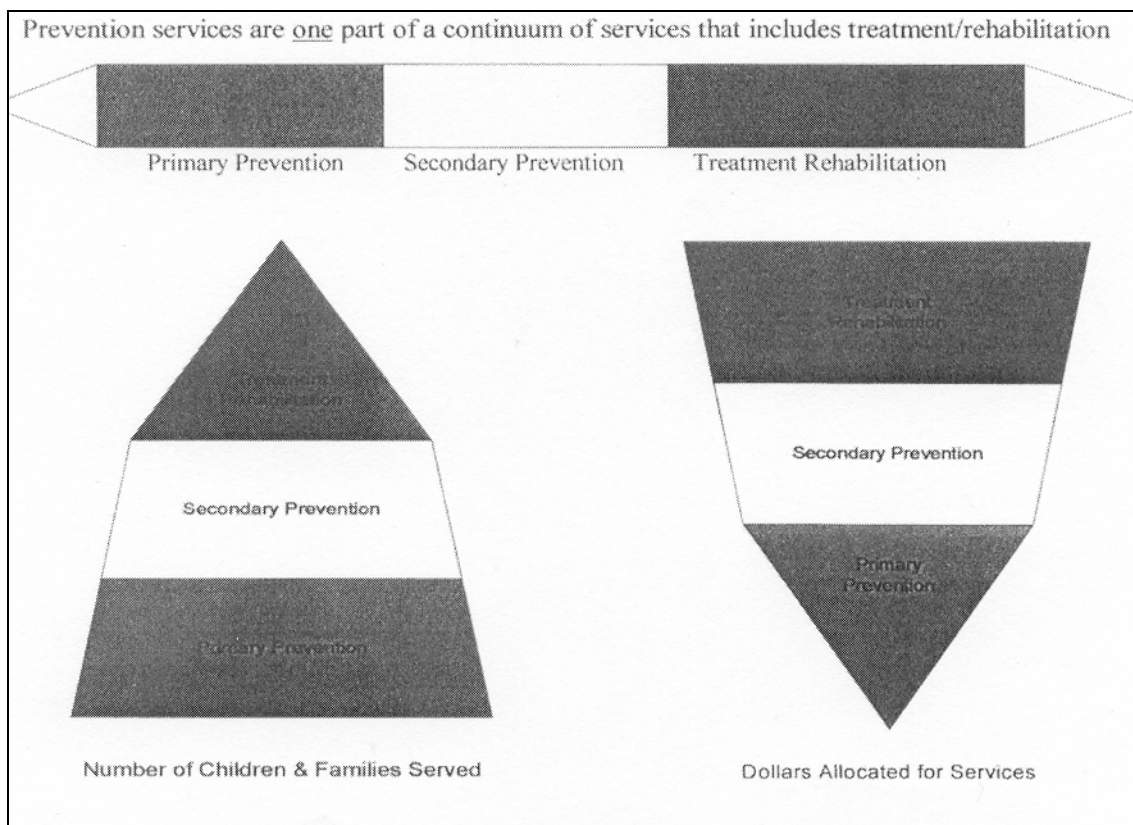 Prevention services are one part of a continuum of services that includes treatment/rehabilitation
Primary Prevention
Secondary Prevention
Treatment Rehabilitation
Treatment
Rehabilitation
Secondary Prevention
Primary Prevention
Number of Children & Families Served
Treatment
Rehabilitation
Secondary Prevention
Primary
Prevention
Dollars Allocated for Services